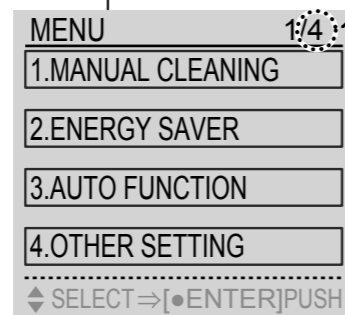 MENU 1/4
1.MANUAL CLEANING
2.ENERGY SAVER
3.AUTO FUNCTION
4.OTHER SETTING
SELECT⇒[●ENTER]PUSH